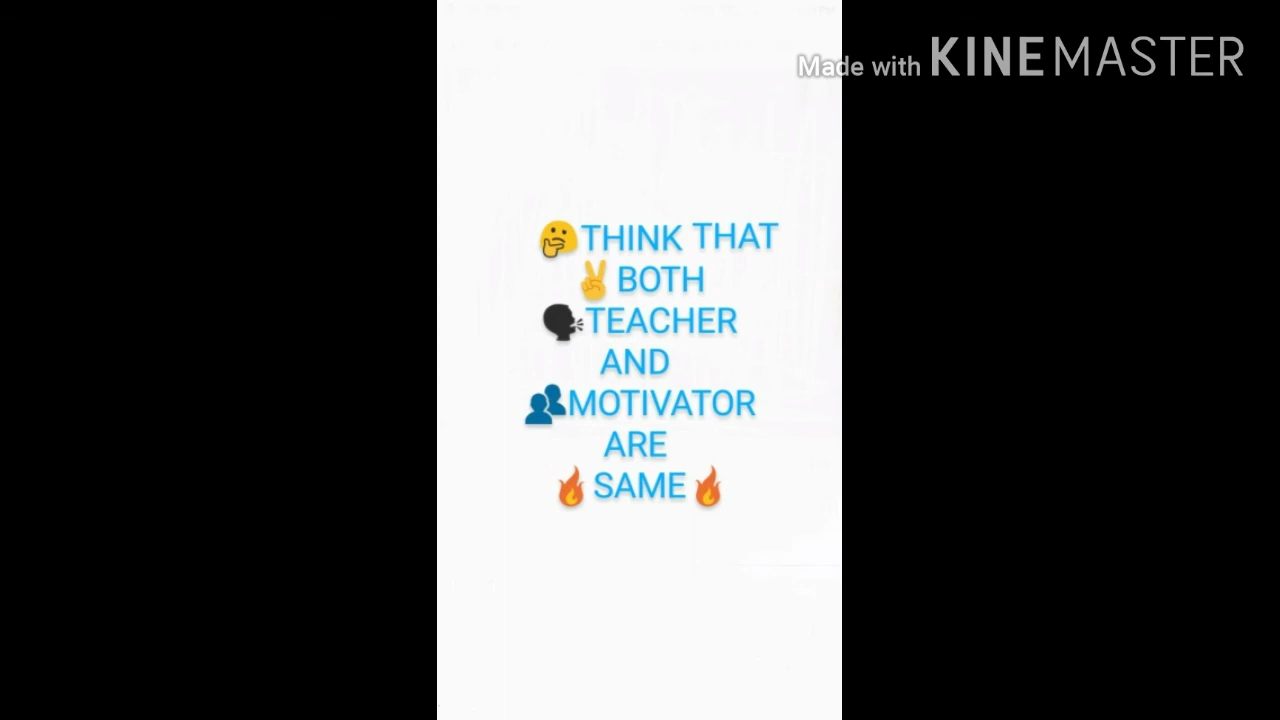 Made with KINEMASTER
🤔THINK THAT
✌BOTH
🗣TEACHER
AND
👥MOTIVATOR
ARE
🔥SAME🔥